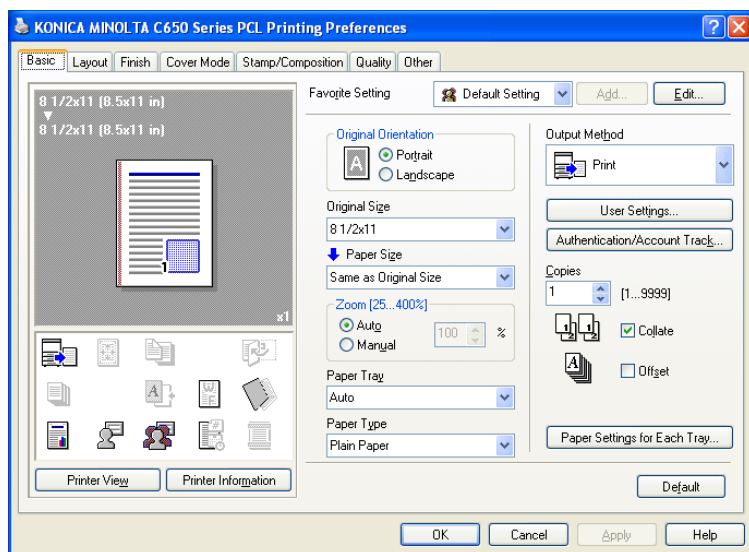 KONICA MINOLTA C650 Series PCL Printing Preferences
Basic Layout Finish Cover Mode Stamp/Composition Quality Other
8 1/2x11 (8.5x11 in)
8 1/2x11 (8.5x11 in)
1
x1
Printer View Printer Information
Favorite Setting Default Setting Add... Edit...
Original Orientation
A
Portrait
Landscape
Original Size
8 1/2x11
Paper Size
Same as Original Size
Zoom [25...400%]
Auto
Manual
100 %
Paper Tray
Auto
Paper Type
Plain Paper
Output Method
Print
User Settings...
Authentication/Account Track...
Copies
1 [1...9999]
Collate
Offset
Paper Settings for Each Tray...
Default
OK Cancel Apply Help